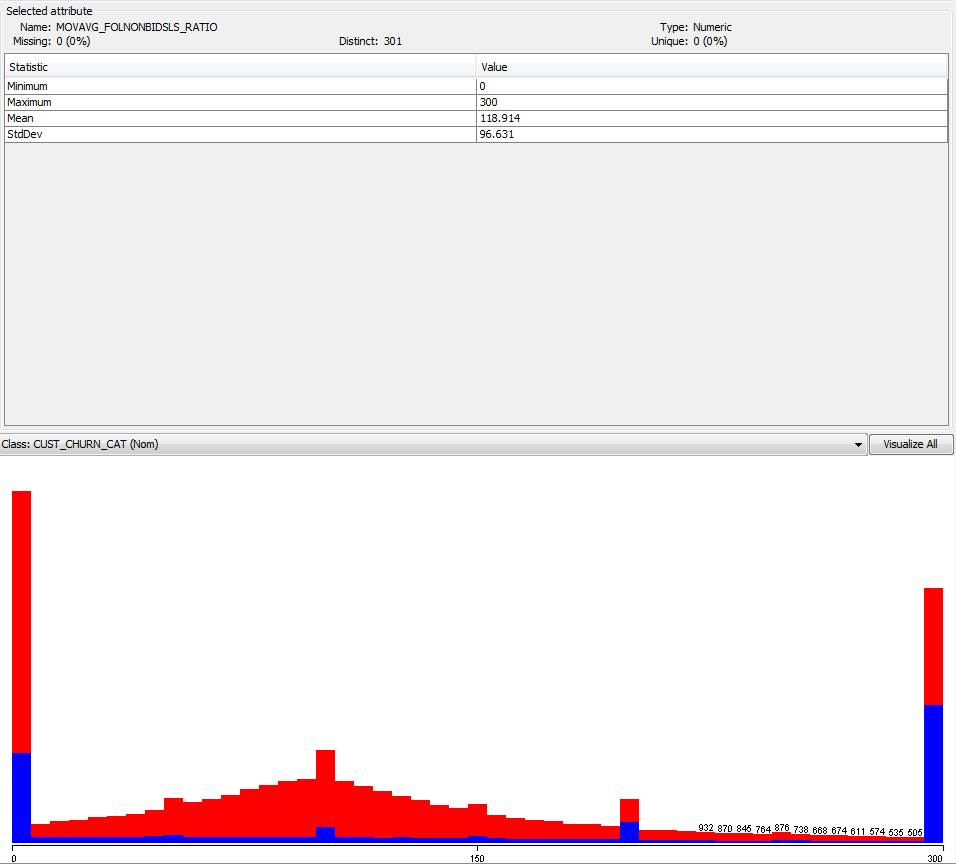 Selected attribute
Name: MOVAVG_FOLNONBIDSLS_RATIO Type: Numeric
Missing: 0 (0%) Distinct: 301 Unique: 0 (0%)
Statistic Value
Minimum 0
Maximum 300
Mean 118.914
StdDev 96.631
Class: CUST_CHURN_CAT (Nom) Visualize All
932 870 845 764 876 738 668 674 611 574 535 505
0 150 300